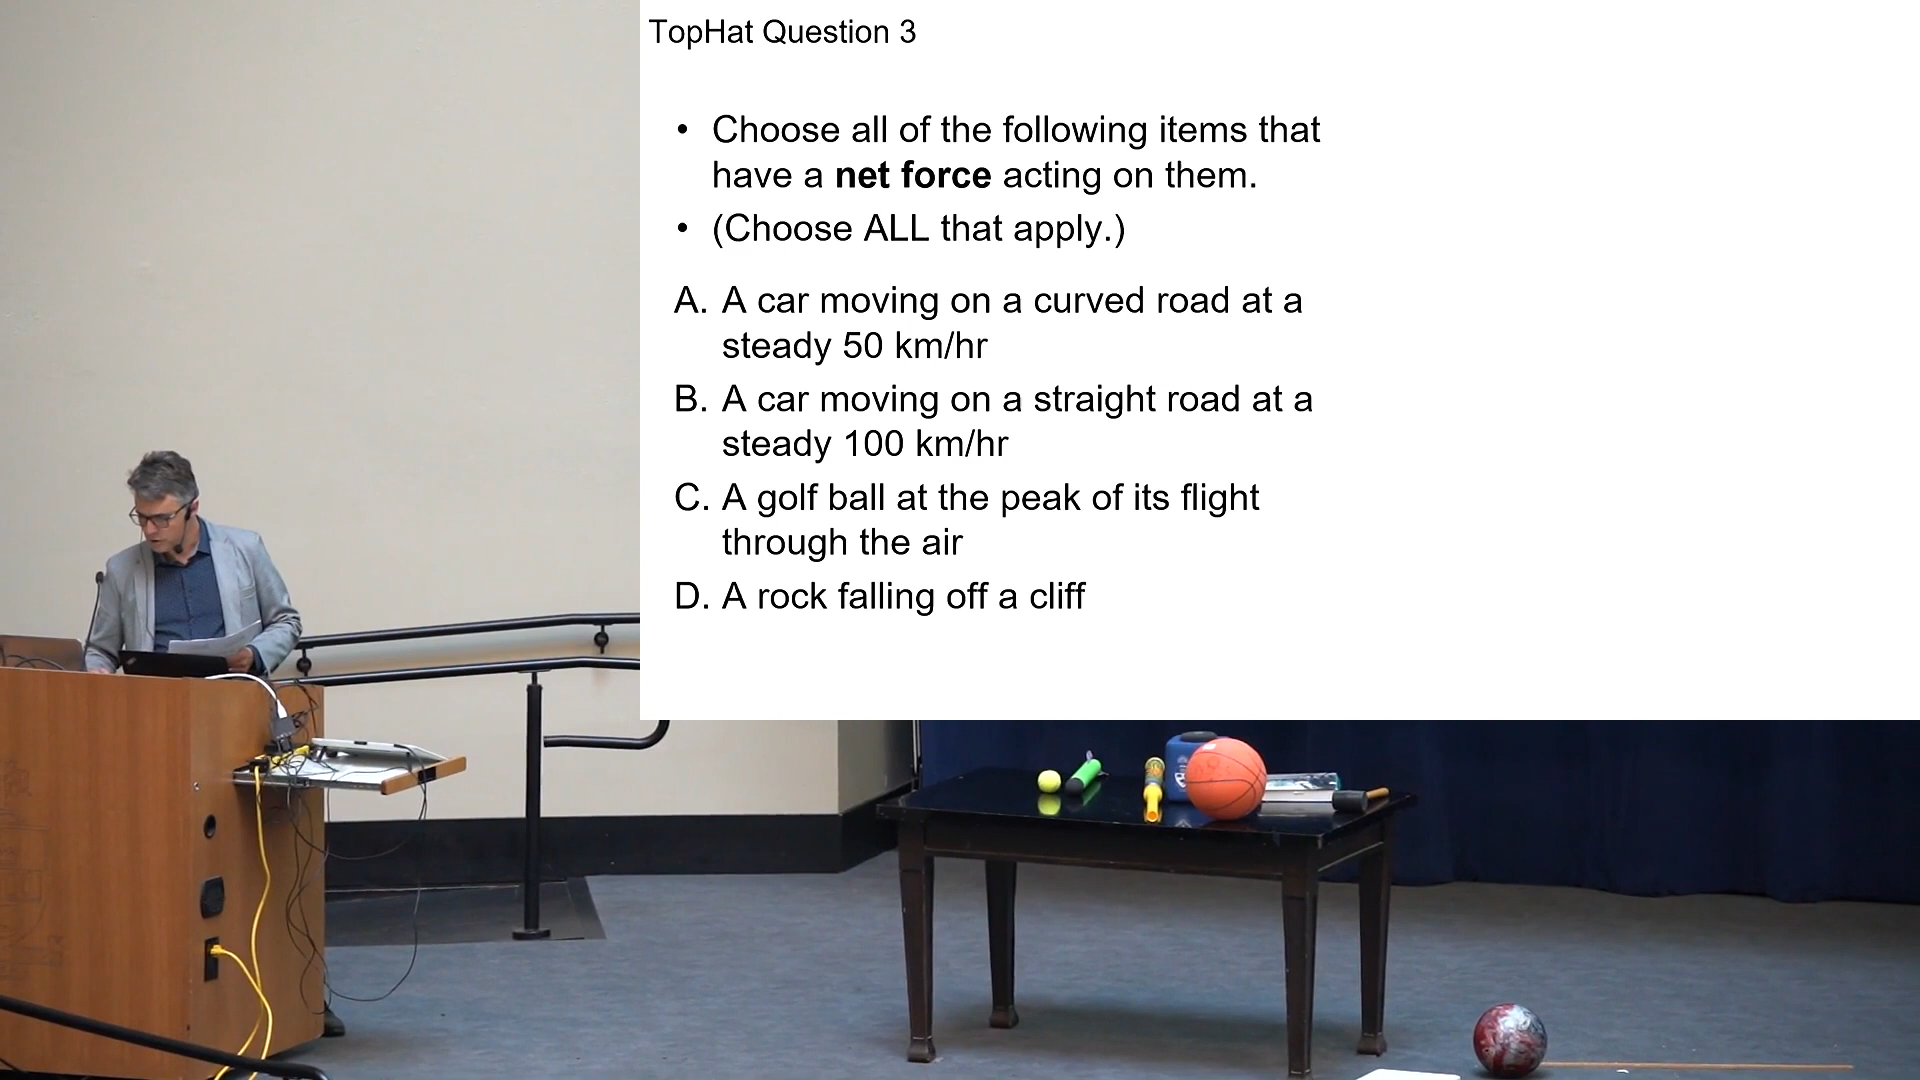 TopHat Question 3
• Choose all of the following items that
have a net force acting on them.
• (Choose ALL that apply.)
A. A car moving on a curved road at a
steady 50 km/hr
B. A car moving on a straight road at a
steady 100 km/hr
C. A golf ball at the peak of its flight
through the air
D. A rock falling off a cliff